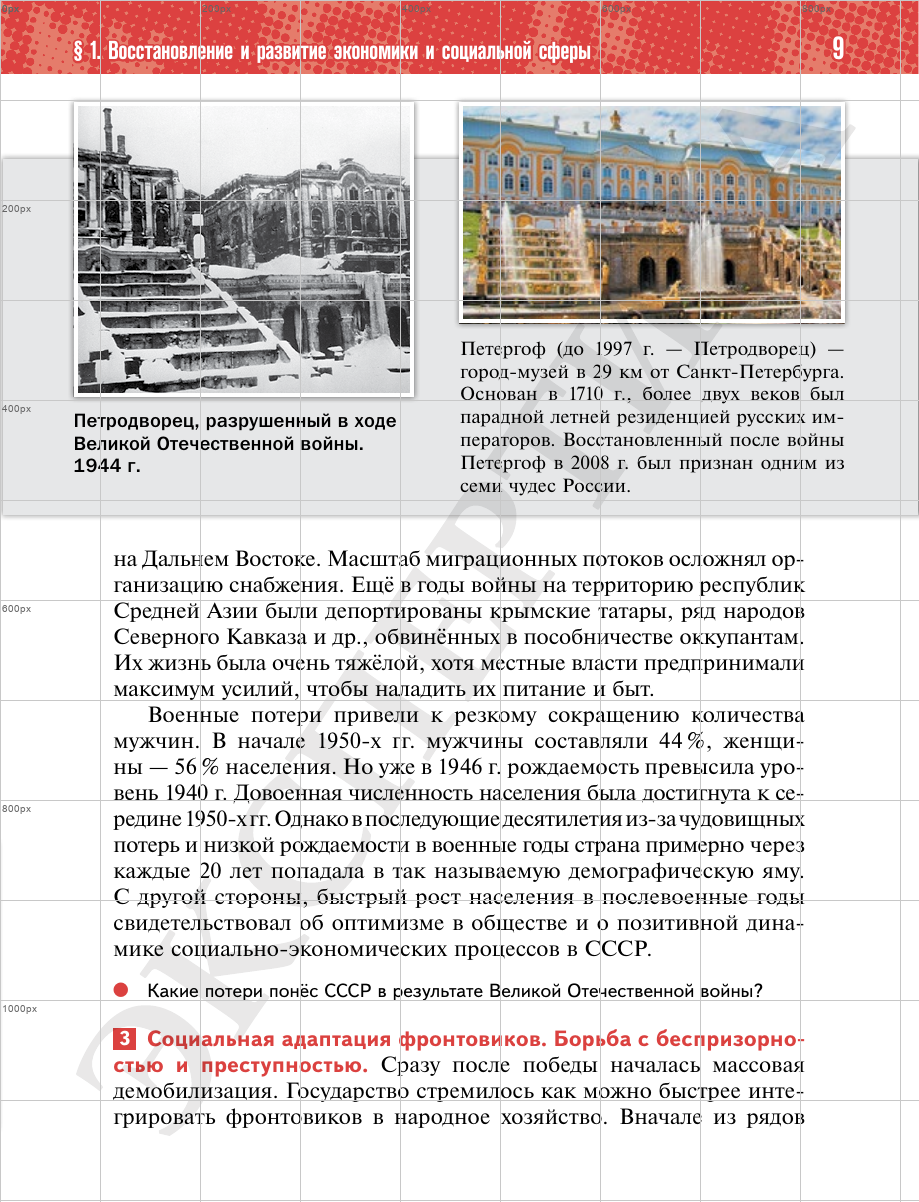 § 1. Восстановление и развитие экономики и социальной сферы
9
Петродворец, разрушенный в ходе
Великой Отечественной войны.
1944 г.
Петергоф (до 1997 г. — Петродворец) —
город-музей в 29 км от Санкт-Петербурга.
Основан в 1710 г., более двух веков был
парадной летней резиденцией русских им-
ператоров. Восстановленный после войны
Петергоф в 2008 г. был признан одним из
семи чудес России.
на Дальнем Востоке. Масштаб миграционных потоков осложнял ор-
ганизацию снабжения. Ещё в годы войны на территорию республик
Средней Азии были депортированы крымские татары, ряд народов
Северного Кавказа и др., обвинённых в пособничестве оккупантам.
Их жизнь была очень тяжёлой, хотя местные власти предпринимали
максимум усилий, чтобы наладить их питание и быт.
Военные потери привели к резкому сокращению количества
мужчин. В начале 1950-х гг. мужчины составляли 44 %, женщи-
ны — 56 % населения. Но уже в 1946 г. рождаемость превысила уро-
вень 1940 г. Довоенная численность населения была достигнута к се-
редине 1950-х гг. Однако в последующие десятилетия из-за чудовищных
потерь и низкой рождаемости в военные годы страна примерно через
каждые 20 лет попадала в так называемую демографическую яму.
С другой стороны, быстрый рост населения в послевоенные годы
свидетельствовал об оптимизме в обществе и о позитивной дина-
мике социально-экономических процессов в СССР.
Какие потери понёс СССР в результате Великой Отечественной войны?
3 Социальная адаптация фронтовиков. Борьба с беспризорно-
стью и преступностью. Сразу после победы началась массовая
демобилизация. Государство стремилось как можно быстрее инте-
грировать фронтовиков в народное хозяйство. Вначале из рядов
200px
400px
600px
800px
1000px